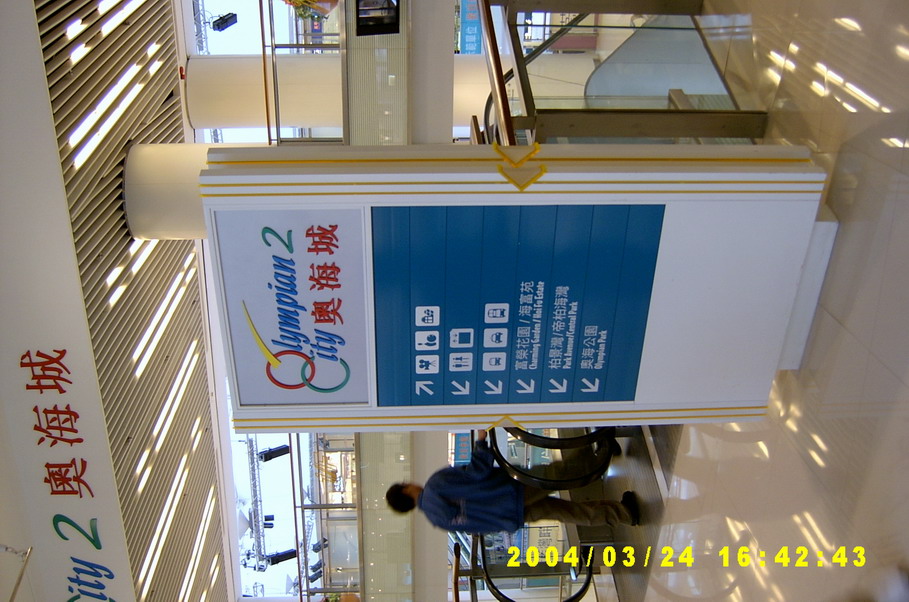 Olympian
City 2
奧海城
富榮花園 / 海富苑
Charming Garden / Hoi Fu Estate
柏景灣/帝柏海灣
Park Avenue/Central Park
奧海公園
Olympian Park
City 2 奧海城
2004/03/24 16:42:43